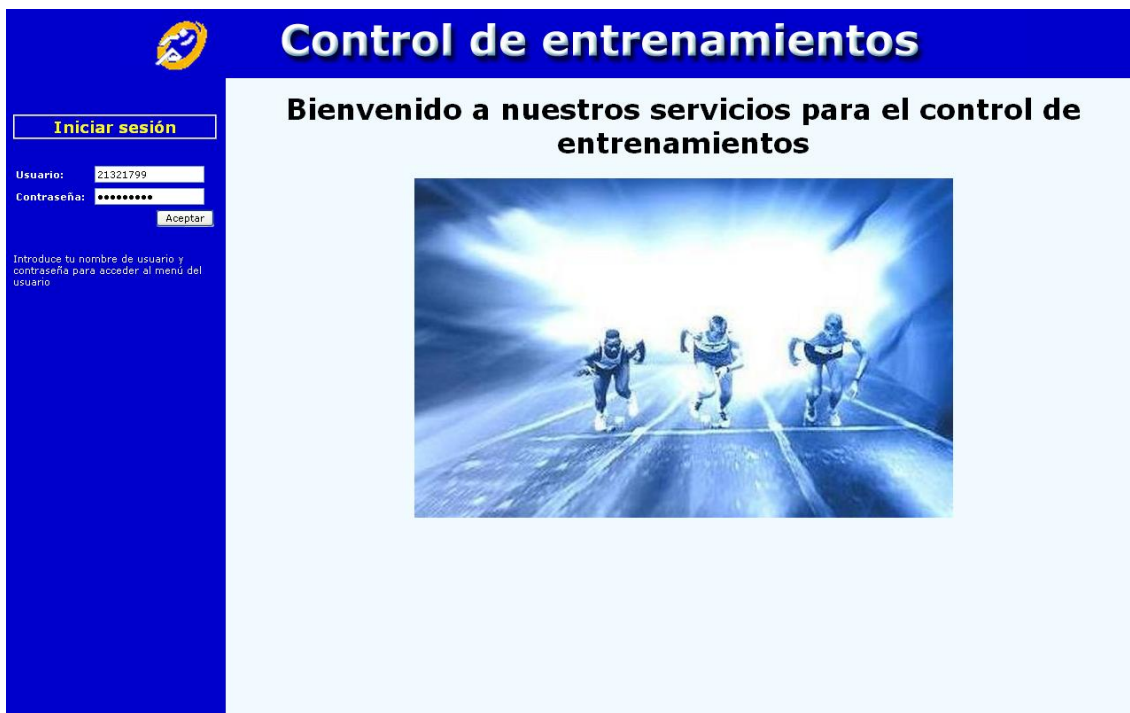 Control de entrenamientos
Iniciar sesión
Usuario: 21321799
Contraseña: •••••••••
Aceptar
Introduce tu nombre de usuario y
contraseña para acceder al menú del
usuario
Bienvenido a nuestros servicios para el control de
entrenamientos